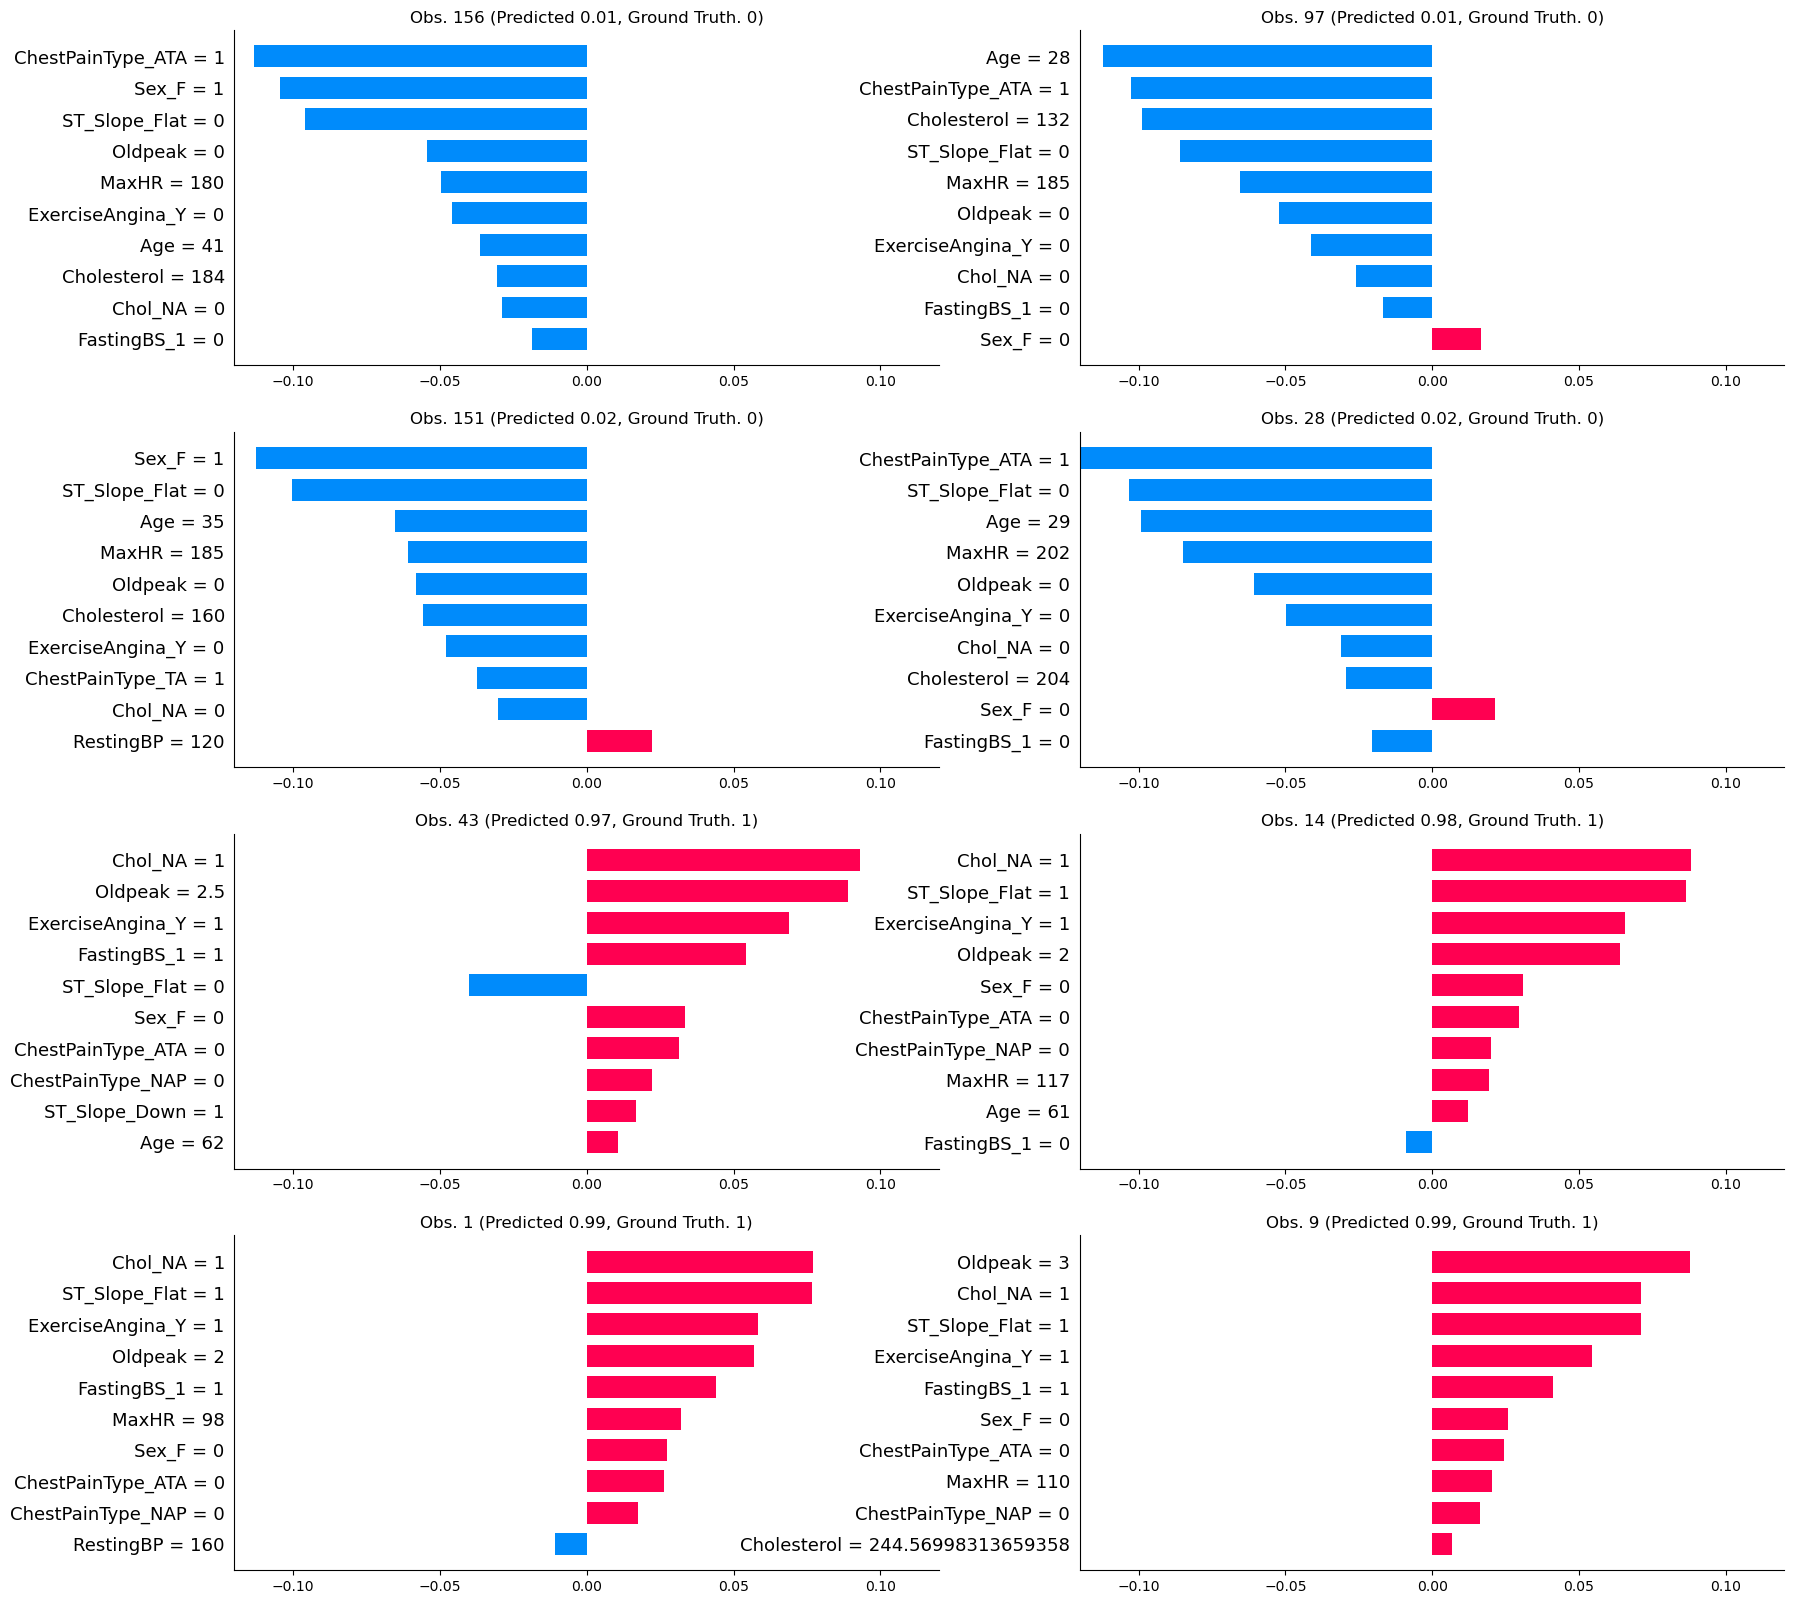 Obs. 156 (Predicted 0.01, Ground Truth. 0)
ChestPainType_ATA = 1
Sex_F = 1
ST_Slope_Flat = 0
Oldpeak = 0
MaxHR = 180
ExerciseAngina_Y = 0
Age = 41
Cholesterol = 184
Chol_NA = 0
FastingBS_1 = 0
−0.10 −0.05 0.00 0.05 0.10
Obs. 97 (Predicted 0.01, Ground Truth. 0)
Age = 28
ChestPainType_ATA = 1
Cholesterol = 132
ST_Slope_Flat = 0
MaxHR = 185
Oldpeak = 0
ExerciseAngina_Y = 0
Chol_NA = 0
FastingBS_1 = 0
Sex_F = 0
−0.10 −0.05 0.00 0.05 0.10
Obs. 151 (Predicted 0.02, Ground Truth. 0)
Sex_F = 1
ST_Slope_Flat = 0
Age = 35
MaxHR = 185
Oldpeak = 0
Cholesterol = 160
ExerciseAngina_Y = 0
ChestPainType_TA = 1
Chol_NA = 0
RestingBP = 120
−0.10 −0.05 0.00 0.05 0.10
Obs. 28 (Predicted 0.02, Ground Truth. 0)
ChestPainType_ATA = 1
ST_Slope_Flat = 0
Age = 29
MaxHR = 202
Oldpeak = 0
ExerciseAngina_Y = 0
Chol_NA = 0
Cholesterol = 204
Sex_F = 0
FastingBS_1 = 0
−0.10 −0.05 0.00 0.05 0.10
Obs. 43 (Predicted 0.97, Ground Truth. 1)
Chol_NA = 1
Oldpeak = 2.5
ExerciseAngina_Y = 1
FastingBS_1 = 1
ST_Slope_Flat = 0
Sex_F = 0
ChestPainType_ATA = 0
ChestPainType_NAP = 0
ST_Slope_Down = 1
Age = 62
−0.10 −0.05 0.00 0.05 0.10
Obs. 14 (Predicted 0.98, Ground Truth. 1)
Chol_NA = 1
ST_Slope_Flat = 1
ExerciseAngina_Y = 1
Oldpeak = 2
Sex_F = 0
ChestPainType_ATA = 0
ChestPainType_NAP = 0
MaxHR = 117
Age = 61
FastingBS_1 = 0
−0.10 −0.05 0.00 0.05 0.10
Obs. 1 (Predicted 0.99, Ground Truth. 1)
Chol_NA = 1
ST_Slope_Flat = 1
ExerciseAngina_Y = 1
Oldpeak = 2
FastingBS_1 = 1
MaxHR = 98
Sex_F = 0
ChestPainType_ATA = 0
ChestPainType_NAP = 0
RestingBP = 160
−0.10 −0.05 0.00 0.05 0.10
Obs. 9 (Predicted 0.99, Ground Truth. 1)
Oldpeak = 3
Chol_NA = 1
ST_Slope_Flat = 1
ExerciseAngina_Y = 1
FastingBS_1 = 1
Sex_F = 0
ChestPainType_ATA = 0
MaxHR = 110
ChestPainType_NAP = 0
Cholesterol = 244.56998313659358
−0.10 −0.05 0.00 0.05 0.10